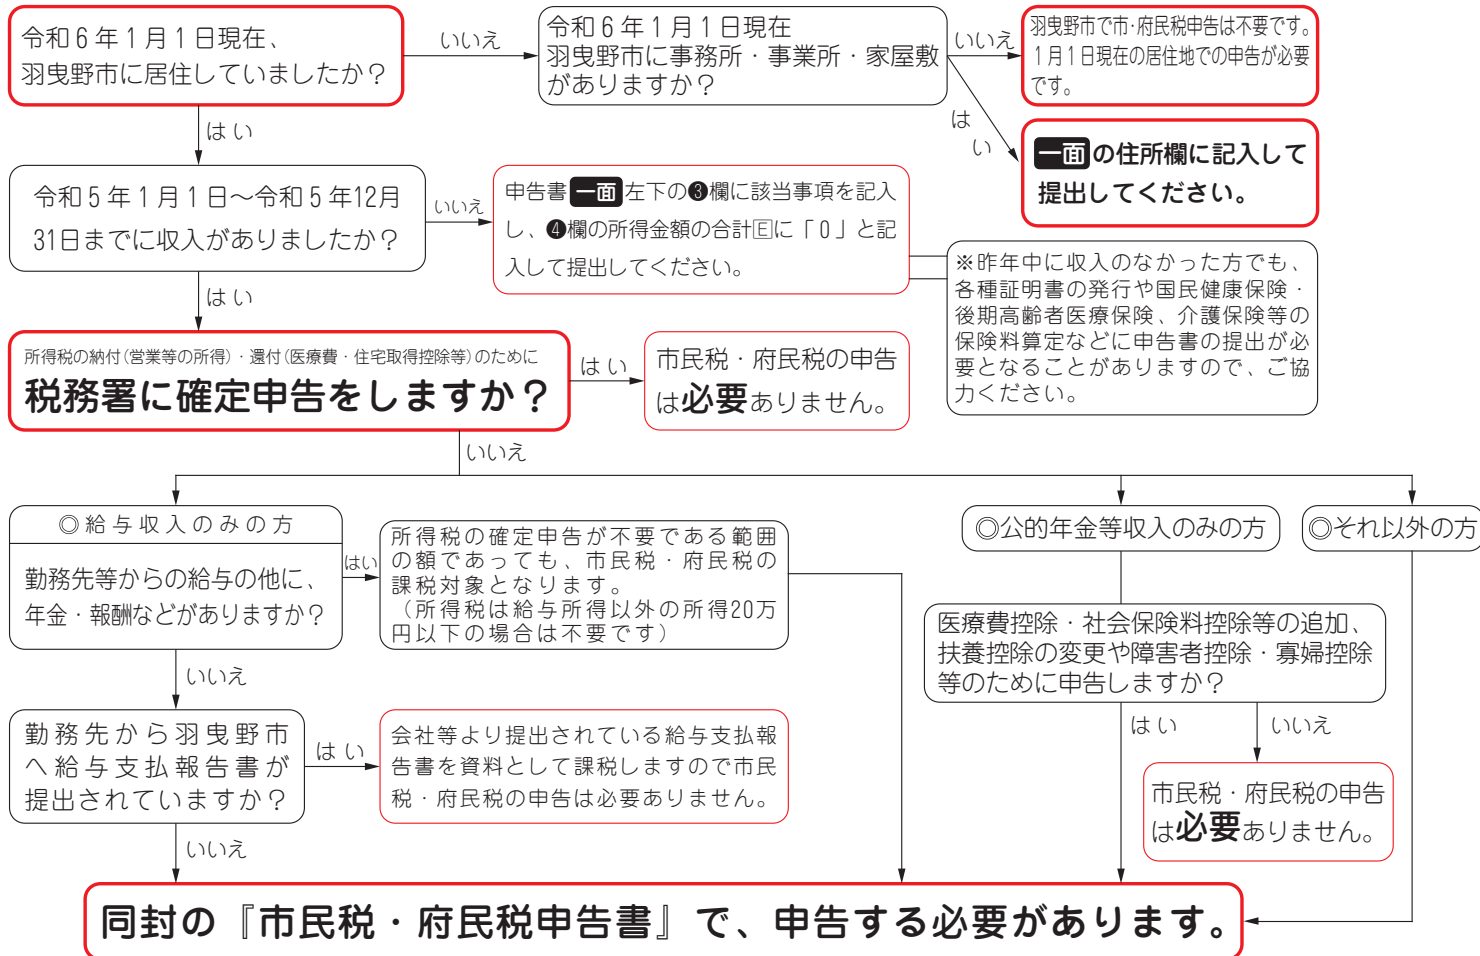 令和6年1月1日現在、
羽曳野市に居住していましたか？
いいえ
令和6年1月1日現在
羽曳野市に事務所・事業所・家屋敷
がありますか？
いいえ
羽曳野市で市・府民税申告は不要です。
1月1日現在の居住地での申告が必要
です。
はい
一面の住所欄に記入して
提出してください。
はい
令和5年1月1日～令和5年12月
31日までに収入がありましたか？
いいえ
申告書 一面 左下の❸欄に該当事項を記入
し、❹欄の所得金額の合計🄴に「0」と記
入して提出してください。
※昨年中に収入のなかった方でも、
各種証明書の発行や国民健康保険・
後期高齢者医療保険、介護保険等の
保険料算定などに申告書の提出が必
要となることがありますので、ご協
力ください。
はい
所得税の納付(営業等の所得)・還付(医療費・住宅取得控除等)のために
税務署に確定申告をしますか？
はい
市民税・府民税の申告
は必要ありません。
いいえ
◎給与収入のみの方
勤務先等からの給与の他に、
年金・報酬などがありますか？
はい
所得税の確定申告が不要である範囲
の額であっても、市民税・府民税の
課税対象となります。
（所得税は給与所得以外の所得20万
円以下の場合は不要です）
いいえ
勤務先から羽曳野市
へ給与支払報告書が
提出されていますか？
はい
会社等より提出されている給与支払報
告書を資料として課税しますので市民
税・府民税の申告は必要ありません。
いいえ
◎公的年金等収入のみの方
医療費控除・社会保険料控除等の追加、
扶養控除の変更や障害者控除・寡婦控除
等のために申告しますか？
はい
いいえ
市民税・府民税の申告
は必要ありません。
◎それ以外の方
同封の『市民税・府民税申告書』で、申告する必要があります。